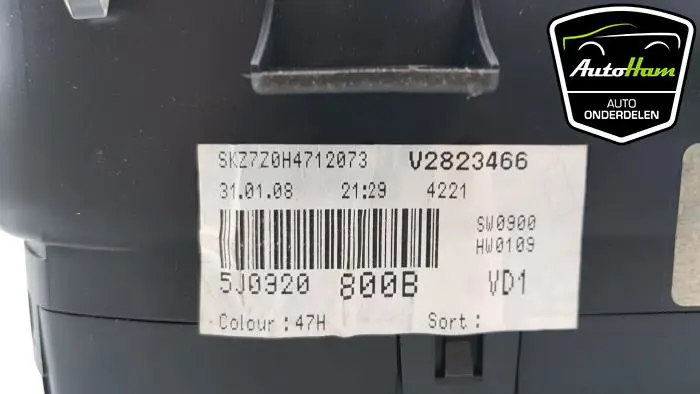 AutoHam
AUTO
ONDERDELEN
SKZ7Z0H4712073 V2823466
31.01.08 21:29 4221
SW0900
HW0109
5J0920 800B VD1
Colour : 47H Sort :